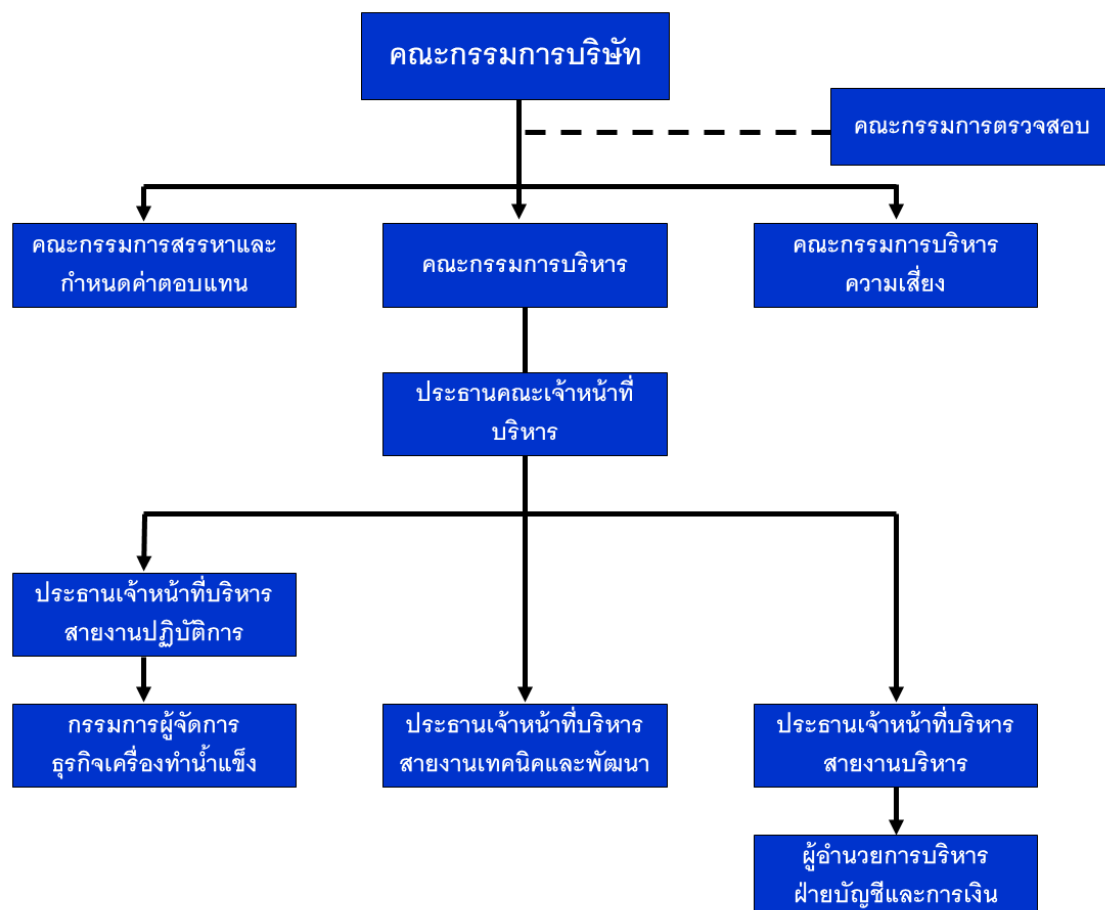 คณะกรรมการบริษัท
คณะกรรมการตรวจสอบ
คณะกรรมการสรรหาและ
กำหนดค่าตอบแทน
คณะกรรมการบริหาร
คณะกรรมการบริหาร
ความเสี่ยง
ประธานคณะเจ้าหน้าที่
บริหาร
ประธานเจ้าหน้าที่บริหาร
สายงานปฏิบัติการ
กรรมการผู้จัดการ
ธุรกิจเครื่องทำน้ำแข็ง
ประธานเจ้าหน้าที่บริหาร
สายงานเทคนิคและพัฒนา
ประธานเจ้าหน้าที่บริหาร
สายงานบริหาร
ผู้อำนวยการบริหาร
ฝ่ายบัญชีและการเงิน